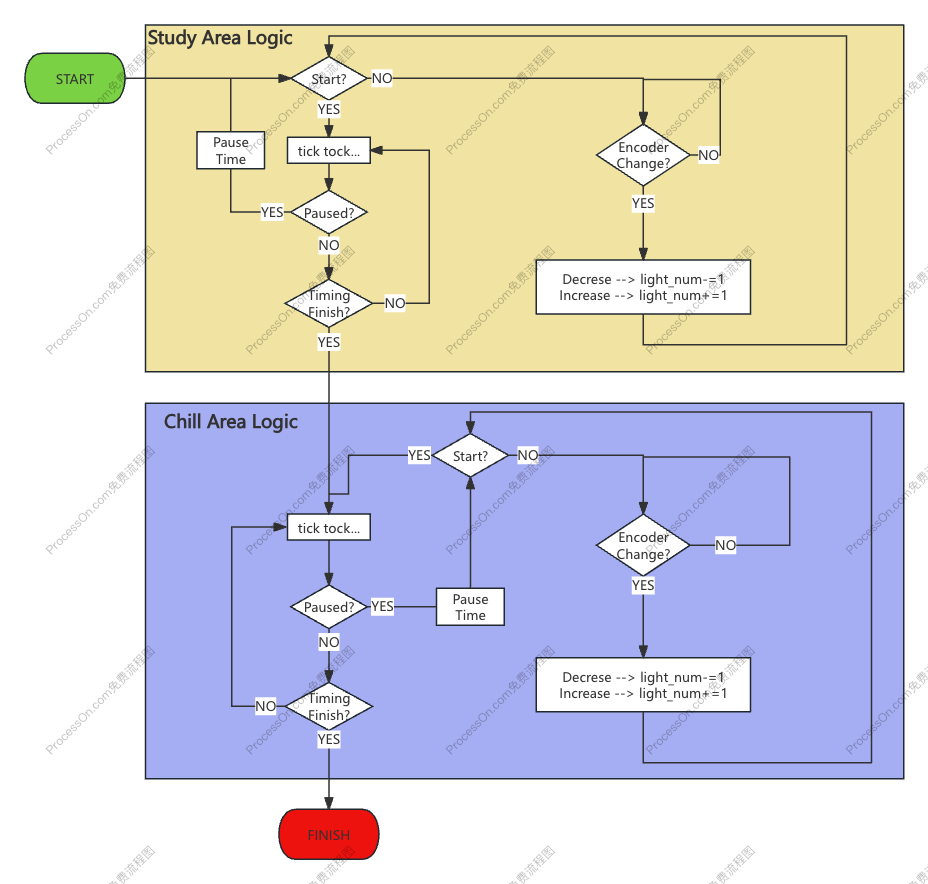 Study Area Logic
START
Start?
NO
YES
Pause
Time
tick tock...
Encoder
Change?
NO
YES
Paused?
YES
NO
Decrese --> light_num-=1
Increase --> light_num+=1
Timing
Finish?
NO
YES
Chill Area Logic
YES
Start?
NO
tick tock...
Encoder
Change?
NO
YES
Paused?
YES
Pause
Time
NO
Decrese --> light_num-=1
Increase --> light_num+=1
Timing
Finish?
NO
YES
FINISH
ProcessOn.com免费流程图